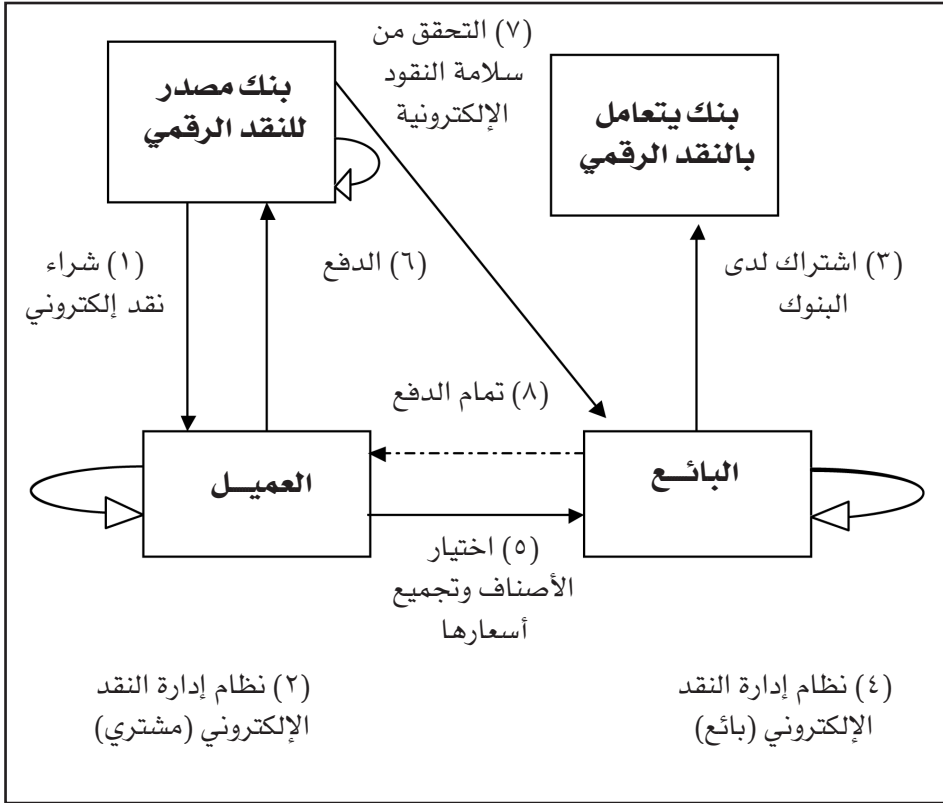 (٧) التحقق من
سلامة النقود
الإلكترونية
بنك مصدر
للنقد الرقمي
بنك يتعامل
بالنقد الرقمي
(١) شراء
نقد إلكتروني
(٦) الدفع
(٣) اشتراك لدى
البنوك
(٨) تمام الدفع
البائــع
العميــل
(٥) اختيار
الأصناف وتجميع
أسعارها
(٤) نظام إدارة النقد
الإلكتروني (بائع)
(٢) نظام إدارة النقد
الإلكتروني (مشتري)